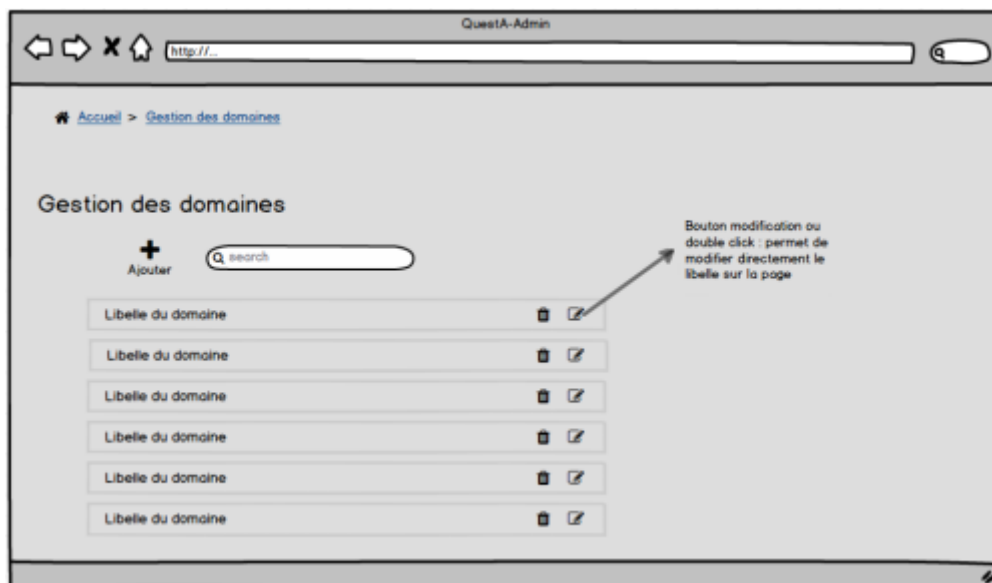 QuestA-Admin
http://...
Accueil > Gestion des domaines
Gestion des domaines
Ajouter
search
Bouton modification ou
double click : permet de
modifier directement le
libelle sur la page
Libelle du domaine
Libelle du domaine
Libelle du domaine
Libelle du domaine
Libelle du domaine
Libelle du domaine